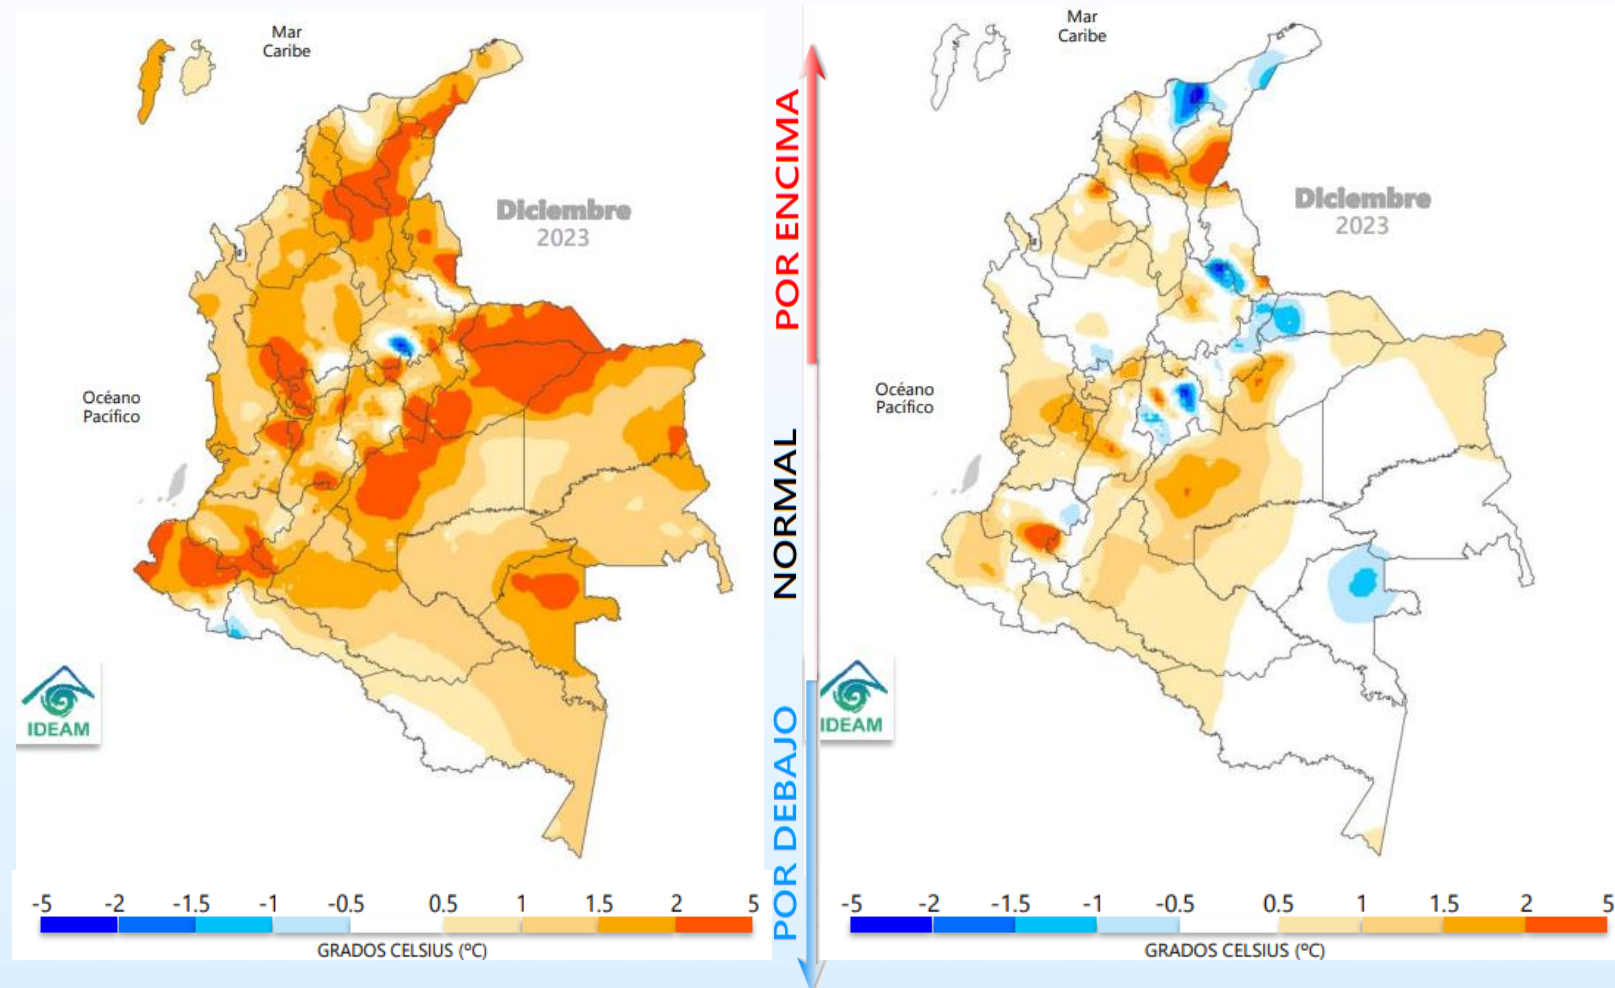 Mar
Caribe
Diciembre
2023
Océano
Pacífico
IDEAM
-5 -2 -1.5 -1 -0.5 0.5 1 1.5 2 5
GRADOS CELSIUS (ºC)
POR ENCIMA
NORMAL
POR DEBAJO
Mar
Caribe
Diciembre
2023
Océano
Pacífico
IDEAM
-5 -2 -1.5 -1 -0.5 0.5 1 1.5 2 5
GRADOS CELSIUS (ºC)